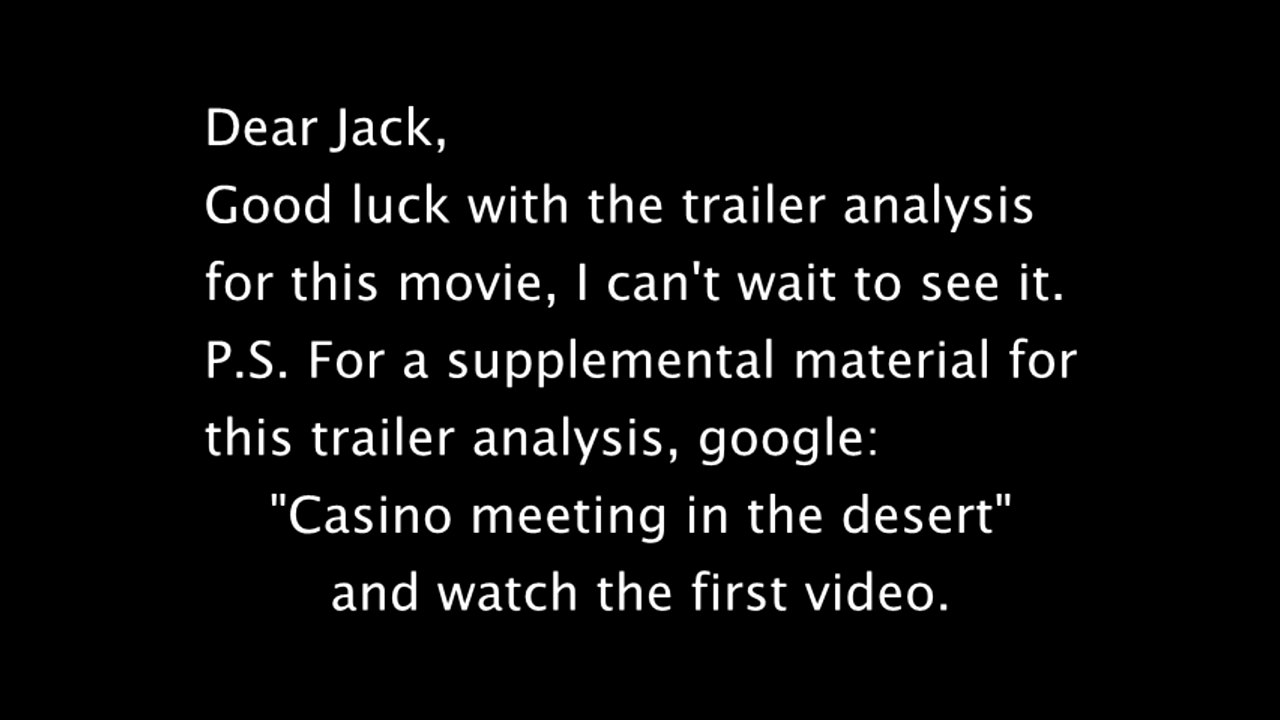 Dear Jack,
Good luck with the trailer analysis
for this movie, I can't wait to see it.
P.S. For a supplemental material for
this trailer analysis, google:
"Casino meeting in the desert"
and watch the first video.